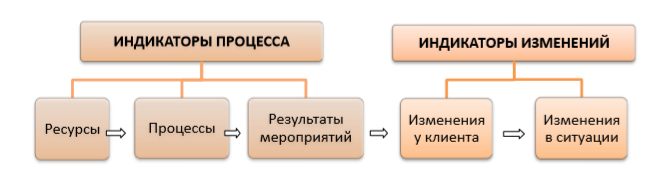 ИНДИКАТОРЫ ПРОЦЕССА
ИНДИКАТОРЫ ИЗМЕНЕНИЙ
Ресурсы
Процессы
Результаты
мероприятий
Изменения
у клиента
Изменения
в ситуации